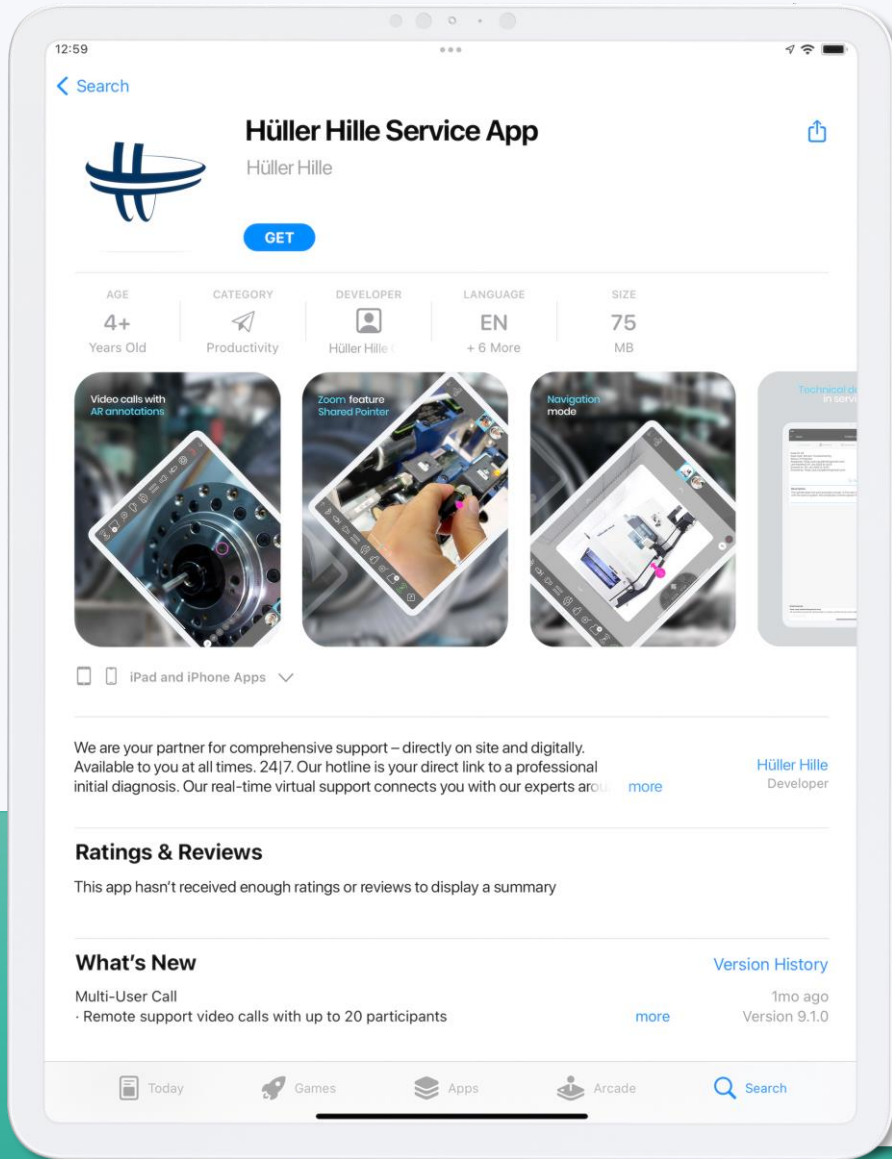 12:59
Search
Hüller Hille Service App
Hüller Hille
GET
AGE
4+
Years Old
CATEGORY
Productivity
DEVELOPER
Hüller Hille
LANGUAGE
EN
+ 6 More
SIZE
75
MB
Video calls with
AR annotations
Zoom feature
Shared Pointer
Navigation
mode
Technical
in
iPad and iPhone Apps
We are your partner for comprehensive support – directly on site and digitally.
Available to you at all times. 24|7. Our hotline is your direct link to a professional
initial diagnosis. Our real-time virtual support connects you with our experts
more
Hüller Hille
Developer
Ratings & Reviews
This app hasn't received enough ratings or reviews to display a summary
What's New
Version History
Multi-User Call
1mo ago
· Remote support video calls with up to 20 participants
more
Version 9.1.0
Today
Games
Apps
Arcade
Search